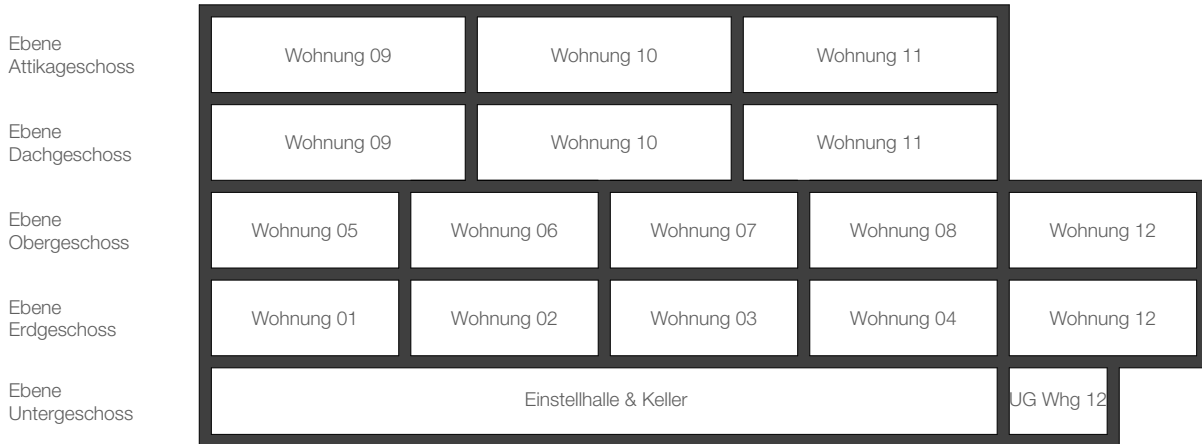 Ebene
Attikageschoss
Wohnung 09
Wohnung 10
Wohnung 11
Ebene
Dachgeschoss
Wohnung 09
Wohnung 10
Wohnung 11
Ebene
Obergeschoss
Wohnung 05
Wohnung 06
Wohnung 07
Wohnung 08
Wohnung 12
Ebene
Erdgeschoss
Wohnung 01
Wohnung 02
Wohnung 03
Wohnung 04
Wohnung 12
Ebene
Untergeschoss
Einstellhalle & Keller
UG Whg 12